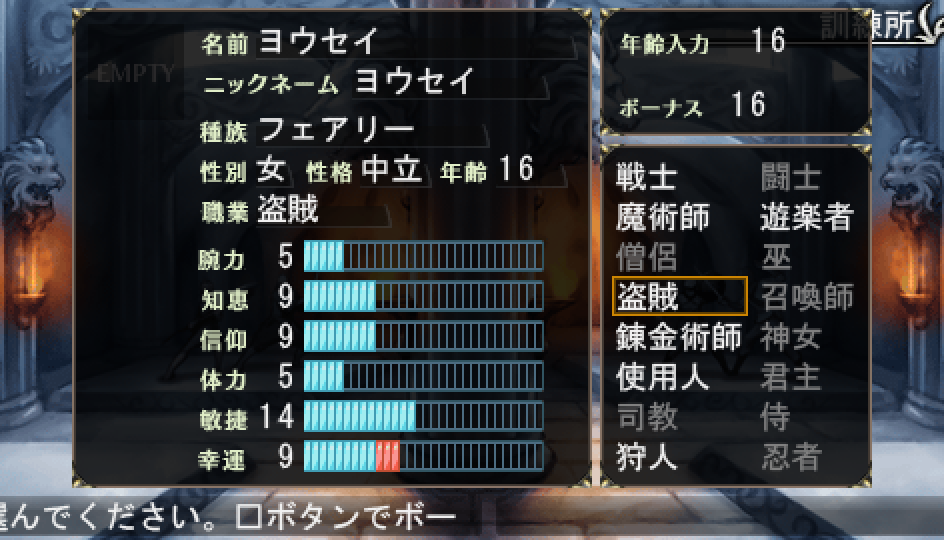 訓練所
EMPTY
名前 ヨウセイ
ニックネーム ヨウセイ
種族 フェアリー
性別 女 性格 中立 年齢 16
職業 盗賊
腕力 5
知恵 9
信仰 9
体力 5
敏捷 14
幸運 9
年齢入力 16
ボーナス 16
戦士 闘士
魔術師 遊楽者
僧侶 巫
盗賊 召喚師
錬金術師 神女
使用人 君主
司教 侍
狩人 忍者
んでください。□ボタンでボー